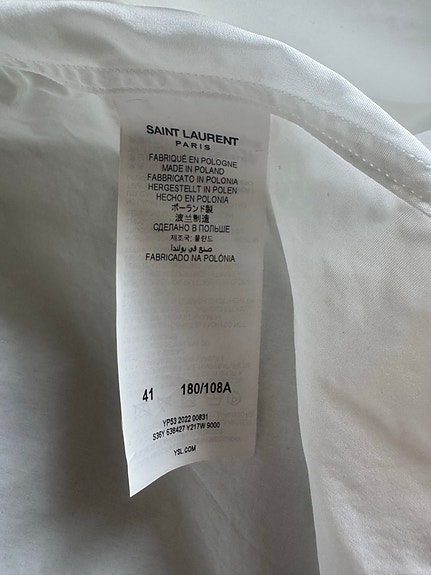 SAINT LAURENT
PARIS
FABRIQUÉ EN POLOGNE
MADE IN POLAND
FABBRICATO IN POLONIA
HERGESTELLT IN POLEN
HECHO EN POLONIA
ポーランド製
波兰制造
СДЕЛАНО В ПОЛЬШЕ
제조국: 폴란드
صنع في بولندا
FABRICADO NA POLÓNIA
41 180/108A
YP53 2022 00831
S36Y 638427 Y217W 9000
YSL.COM